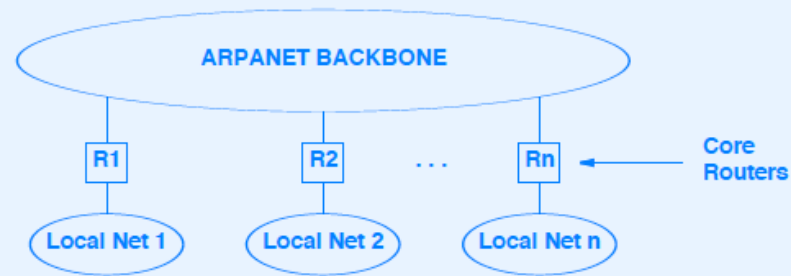 ARPANET BACKBONE
R1
R2
. . .
Rn
Core
Routers
Local Net 1
Local Net 2
Local Net n